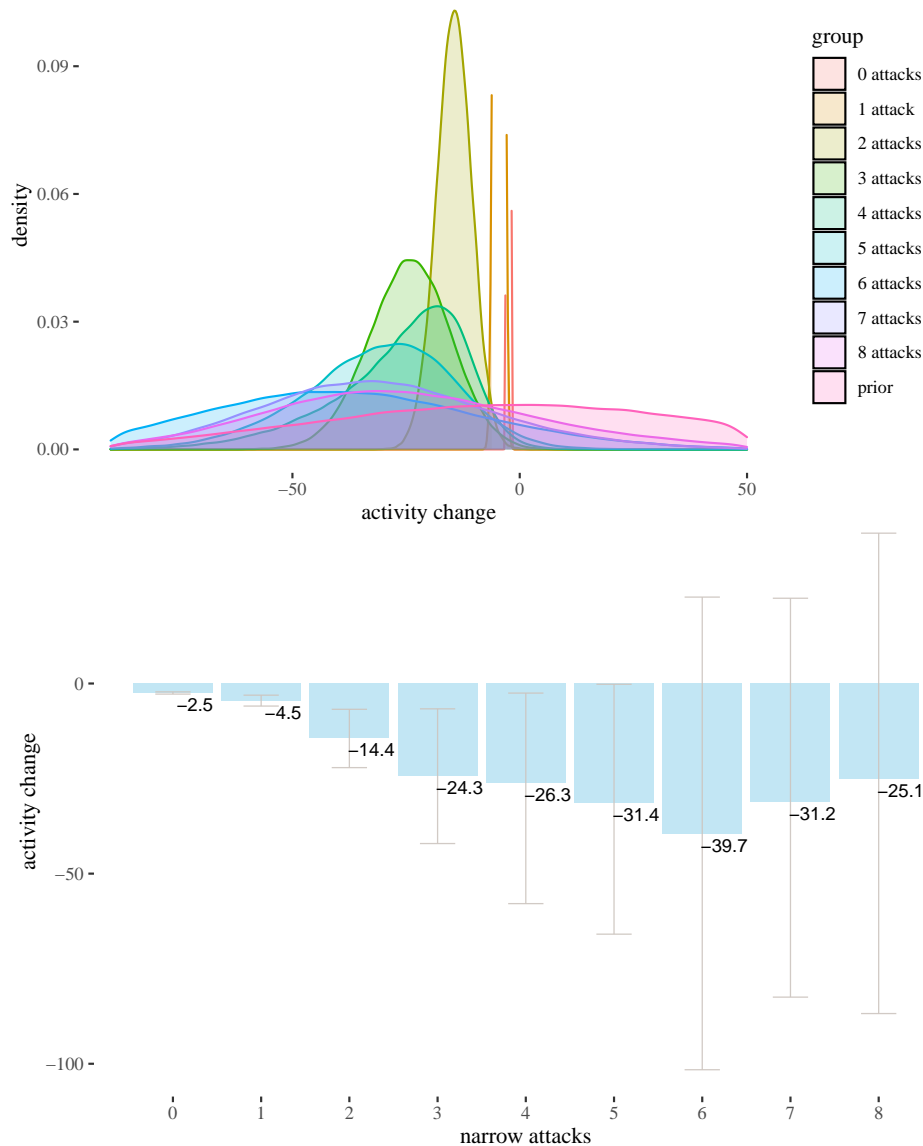 group
0 attacks
1 attack
2 attacks
3 attacks
4 attacks
5 attacks
6 attacks
7 attacks
8 attacks
prior
density
0.09
0.06
0.03
0.00
−50
0
50
activity change
activity change
0
−50
−100
−2.5
−4.5
−14.4
−24.3
−26.3
−31.4
−39.7
−31.2
−25.1
0
1
2
3
4
5
6
7
8
narrow attacks